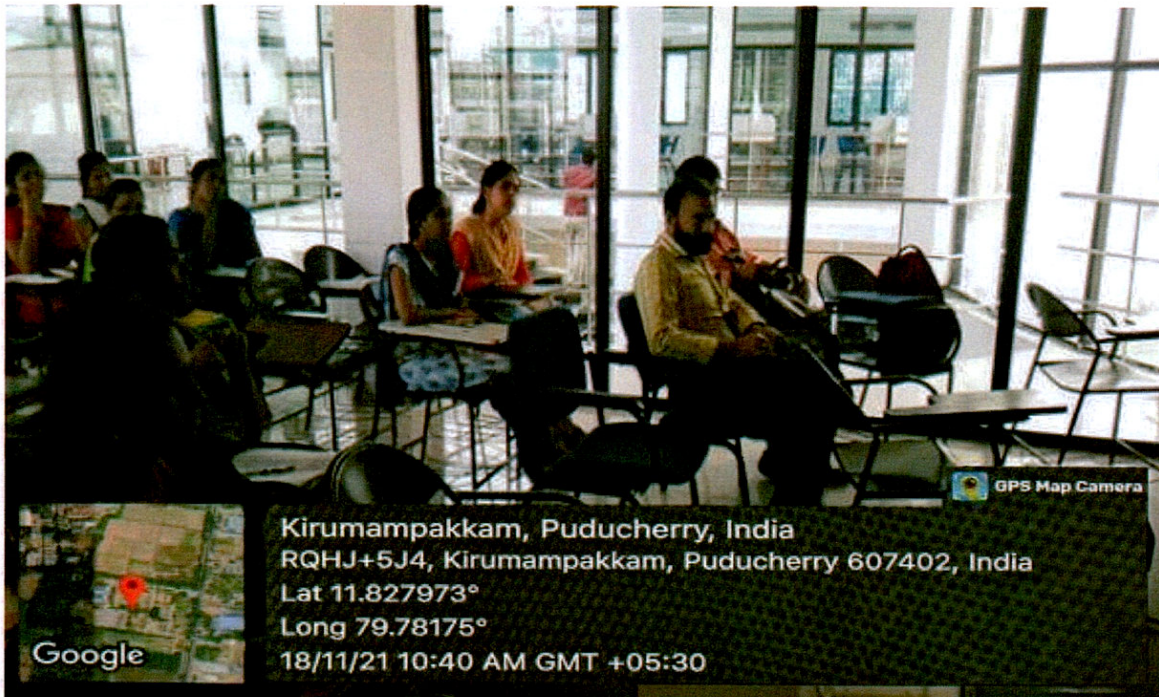 GPS Map Camera
Kirumampakkam, Puducherry, India
RQHJ+5J4, Kirumampakkam, Puducherry 607402, India
Lat 11.827973°
Long 79.78175°
18/11/21 10:40 AM GMT +05:30
Google